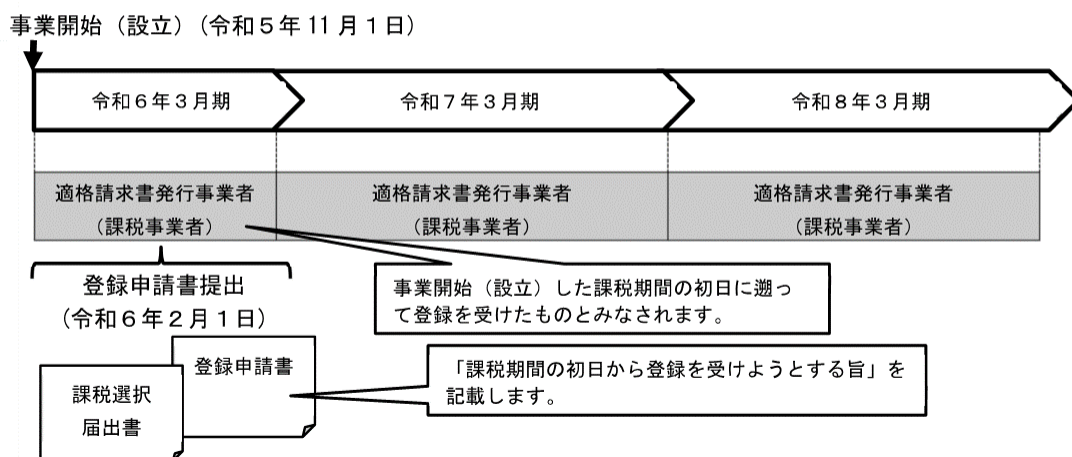 事業開始（設立）（令和５年 11 月１日）
令和６年３月期
令和７年３月期
令和８年３月期
適格請求書発行事業者
（課税事業者）
適格請求書発行事業者
（課税事業者）
適格請求書発行事業者
（課税事業者）
登録申請書提出
（令和６年２月１日）
事業開始（設立）した課税期間の初日に遡っ
て登録を受けたものとみなされます。
登録申請書
課税選択
届出書
「課税期間の初日から登録を受けようとする旨」を
記載します。